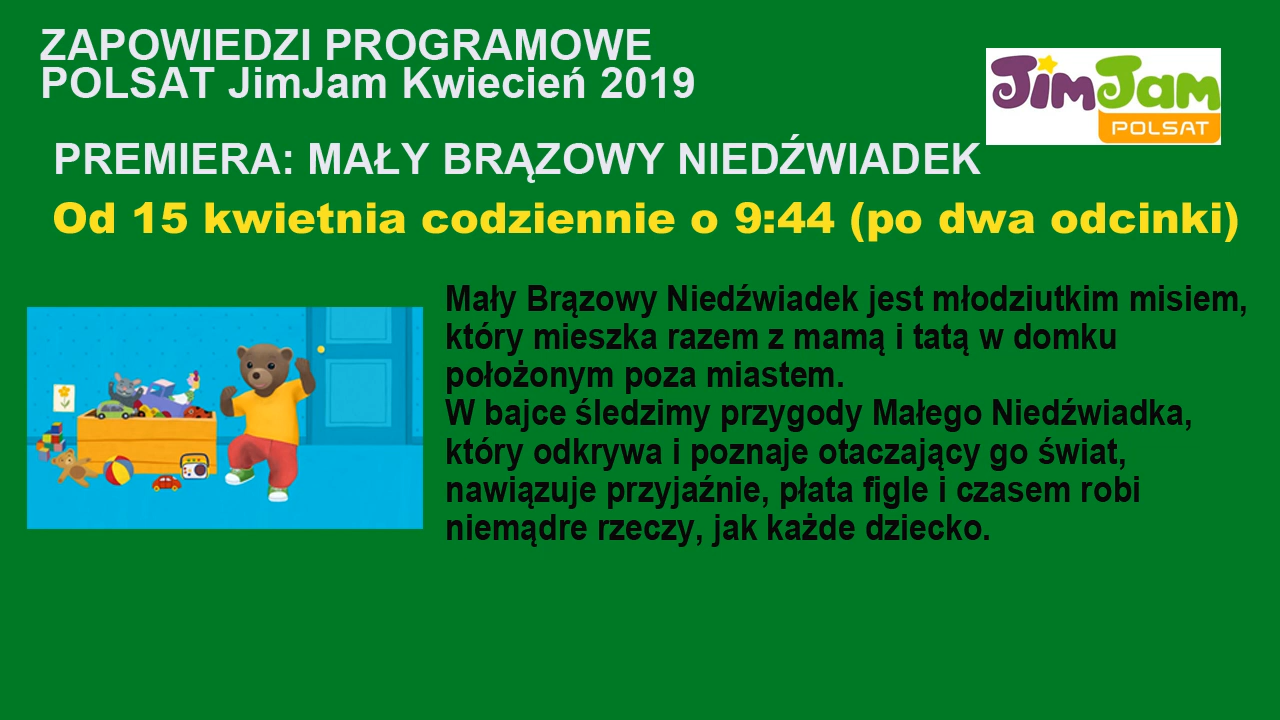 ZAPOWIEDZI PROGRAMOWE
POLSAT JimJam Kwiecień 2019
JimJam
POLSAT
PREMIERA: MAŁY BRĄZOWY NIEDŹWIADEK
Od 15 kwietnia codziennie o 9:44 (po dwa odcinki)
Mały Brązowy Niedźwiadek jest młodziutkim misiem,
który mieszka razem z mamą i tatą w domku
położonym poza miastem.
W bajce śledzimy przygody Małego Niedźwiadka,
który odkrywa i poznaje otaczający go świat,
nawiązuje przyjaźnie, płata figle i czasem robi
niemądre rzeczy, jak każde dziecko.